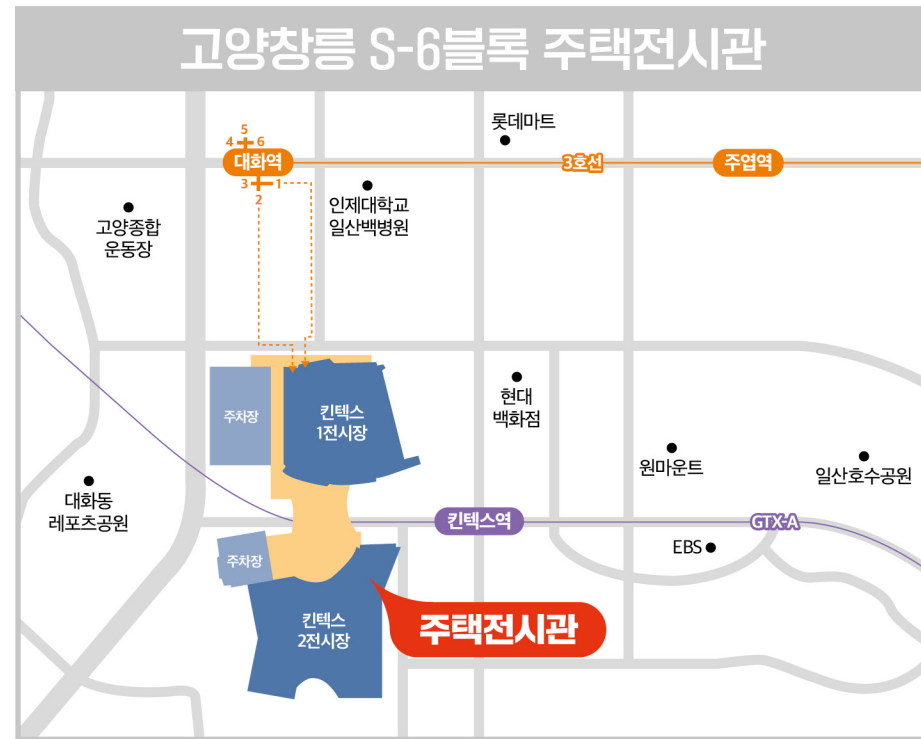 고양창릉 S-6블록 주택전시관
롯데마트
5
4
6
대화역
3호선
주엽역
3
1
2
인제대학교
일산백병원
고양종합
운동장
주차장
킨텍스
1전시장
현대
백화점
원마운트
일산호수공원
대화동
레포츠공원
킨텍스역
GTX-A
EBS
주차장
킨텍스
2전시장
주택전시관